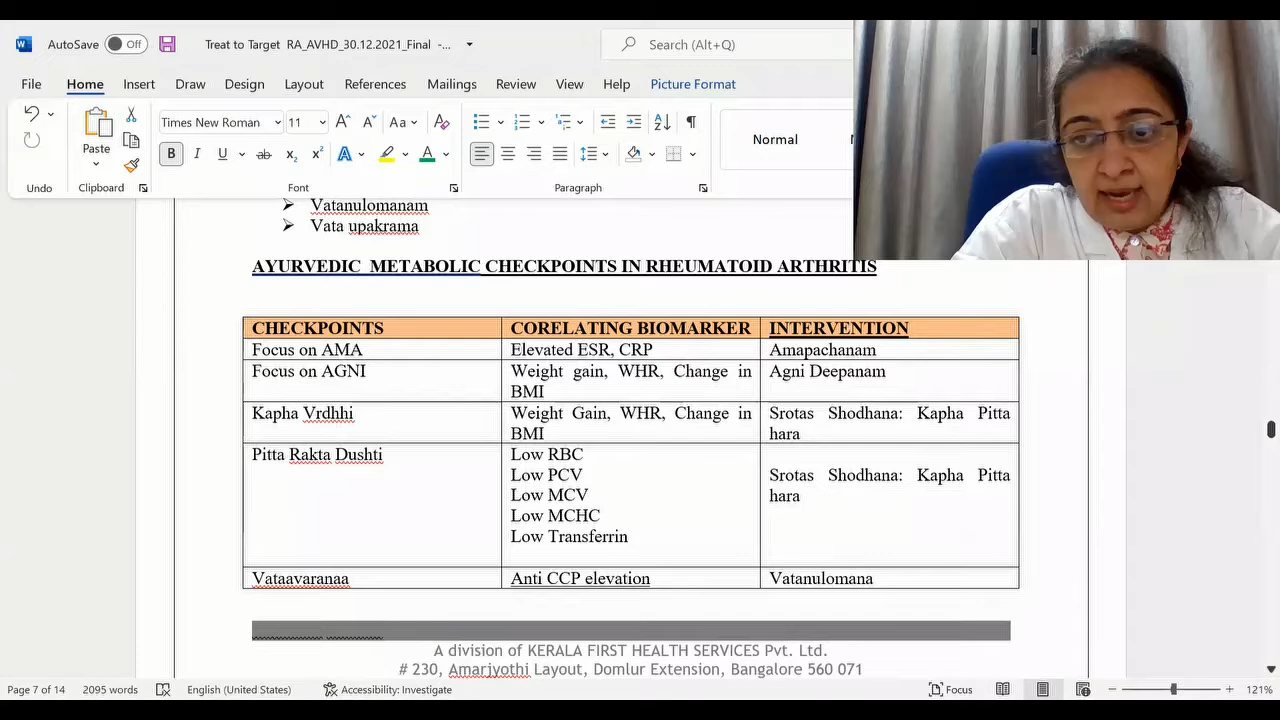 AutoSave Off Treat to Target RA_AVHD_30.12.2021_Final -... Search (Alt+Q)
File Home Insert Draw Design Layout References Mailings Review View Help Picture Format
Paste Times New Roman 11 Aa Normal
B I U ab x2 x2 A A
Undo Clipboard Font Paragraph
Vatanulomanam
Vata upakrama
AYURVEDIC METABOLIC CHECKPOINTS IN RHEUMATOID ARTHRITIS
CHECKPOINTS CORELATING BIOMARKER INTERVENTION
Focus on AMA Elevated ESR, CRP Amapachanam
Focus on AGNI Weight gain, WHR, Change in BMI Agni Deepanam
Kapha Vrdhhi Weight Gain, WHR, Change in BMI Srotas Shodhana: Kapha Pitta hara
Pitta Rakta Dushti Low RBC
Low PCV
Low MCV
Low MCHC
Low Transferrin
Srotas Shodhana: Kapha Pitta hara
Vataavaranaa Anti CCP elevation Vatanulomana
A division of KERALA FIRST HEALTH SERVICES Pvt. Ltd.
# 230, Amarjyothi Layout, Domlur Extension, Bangalore 560 071
Page 7 of 14 2095 words English (United States) Accessibility: Investigate Focus 121%